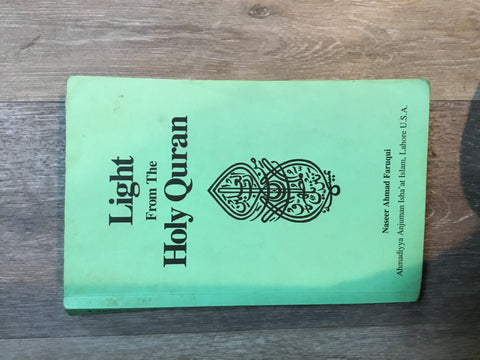 Light
From The
Holy Quran
Naseer Ahmad Faruqui
Ahmadiyya Anjuman Isha'at Islam, Lahore U.S.A.